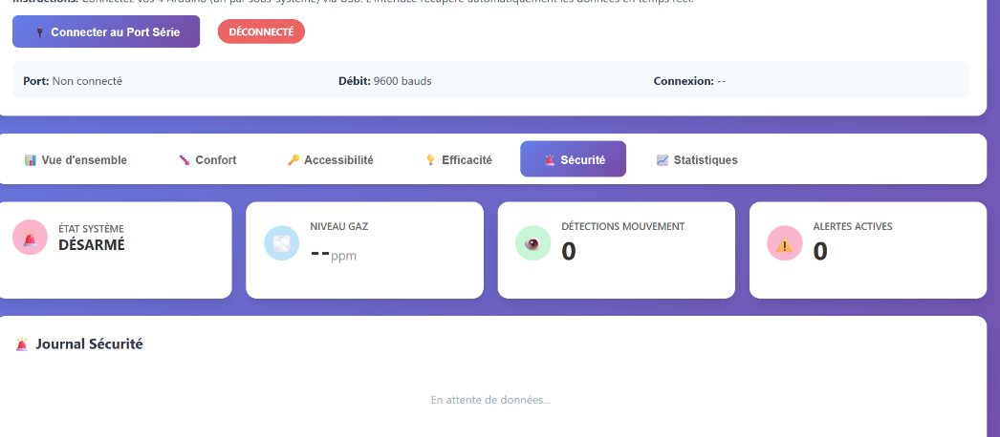 Instructions: Connectez vos 4 Arduino (un par sous-système) via USB. L'interface récupère automatiquement les données en temps réel.
Connecter au Port Série
DÉCONNECTÉ
Port: Non connecté
Débit: 9600 bauds
Connexion: --
Vue d'ensemble
Confort
Accessibilité
Efficacité
Sécurité
Statistiques
ÉTAT SYSTÈME
DÉSARMÉ
NIVEAU GAZ
--ppm
DÉTECTIONS MOUVEMENT
0
ALERTES ACTIVES
0
Journal Sécurité
En attente de données...